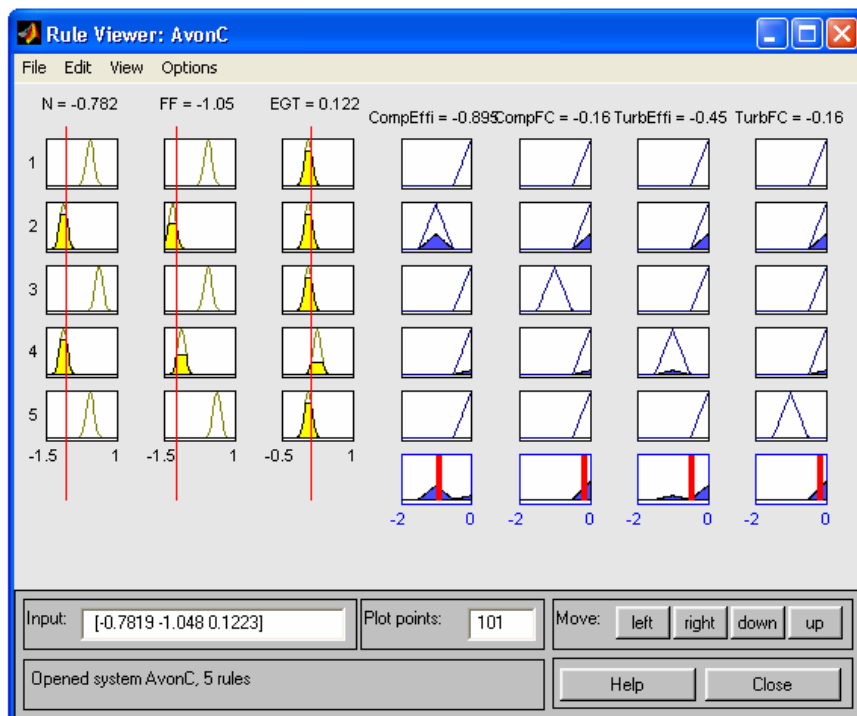 Rule Viewer: AvonC
File Edit View Options
N = -0.782 FF = -1.05 EGT = 0.122 CompEffi = -0.895 CompFC = -0.16 TurbEffi = -0.45 TurbFC = -0.16
1
2
3
4
5
-1.5 1 -1.5 1 -0.5 1
-2 0 -2 0 -2 0 -2 0
Input: [-0.7819 -1.048 0.1223] Plot points: 101 Move: left right down up
Opened system AvonC, 5 rules Help Close